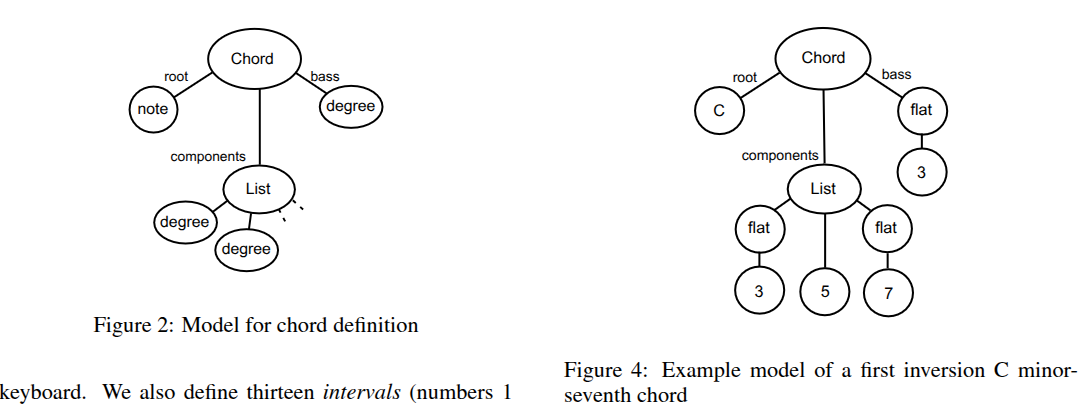 Chord
root
bass
note
degree
components
List
degree
degree
Figure 2: Model for chord definition
keyboard. We also define thirteen intervals (numbers 1
Chord
root
bass
C
flat
components
3
List
flat
flat
3
5
7
Figure 4: Example model of a first inversion C minor-
seventh chord